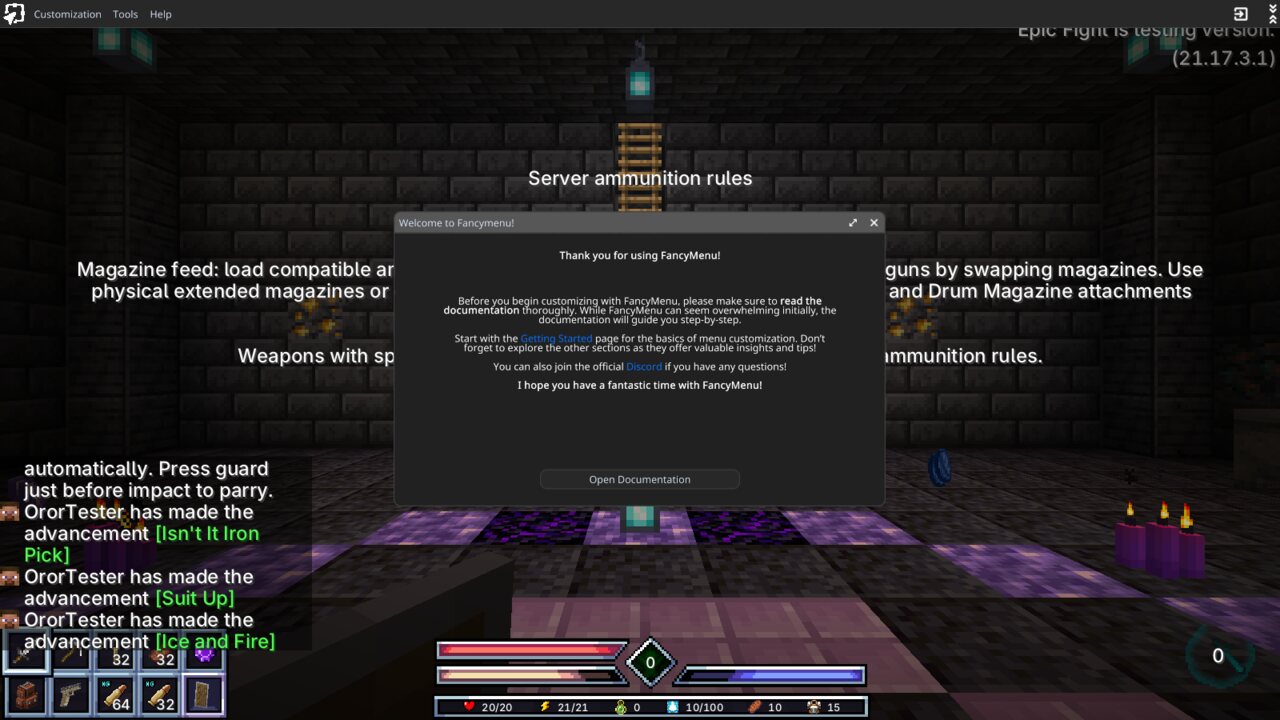 Customization Tools Help
Epic Fight is testing version.
(21.17.3.1)
Server ammunition rules
Welcome to Fancymenu!
Thank you for using FancyMenu!
Before you begin customizing with FancyMenu, please make sure to read the
documentation thoroughly. While FancyMenu can seem overwhelming initially, the
documentation will guide you step-by-step.
Start with the Getting Started page for the basics of menu customization. Don't
forget to explore the other sections as they offer valuable insights and tips!
You can also join the official Discord if you have any questions!
I hope you have a fantastic time with FancyMenu!
Open Documentation
Magazine feed: load compatible
guns by swapping magazines. Use
physical extended magazines or
and Drum Magazine attachments
Weapons with
ammunition rules.
automatically. Press guard
just before impact to parry.
OrorTester has made the
advancement [Isn't It Iron
Pick]
OrorTester has made the
advancement [Suit Up]
OrorTester has made the
advancement [Ice and Fire]
32 32
64 32
0
20/20 21/21 0 10/100 10 15
0